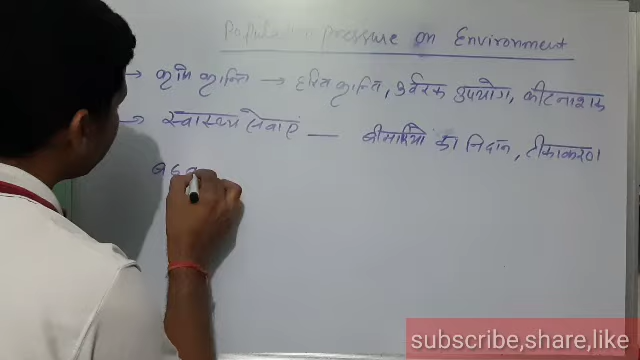 Population pressure on Environment
→ कृषि क्रान्ति → हरित क्रान्ति, उर्वरक उपयोग, कीटनाशक
→ स्वास्थ्य सेवाएं — बीमारियों का निदान, टीकाकरण
subscribe,share,like